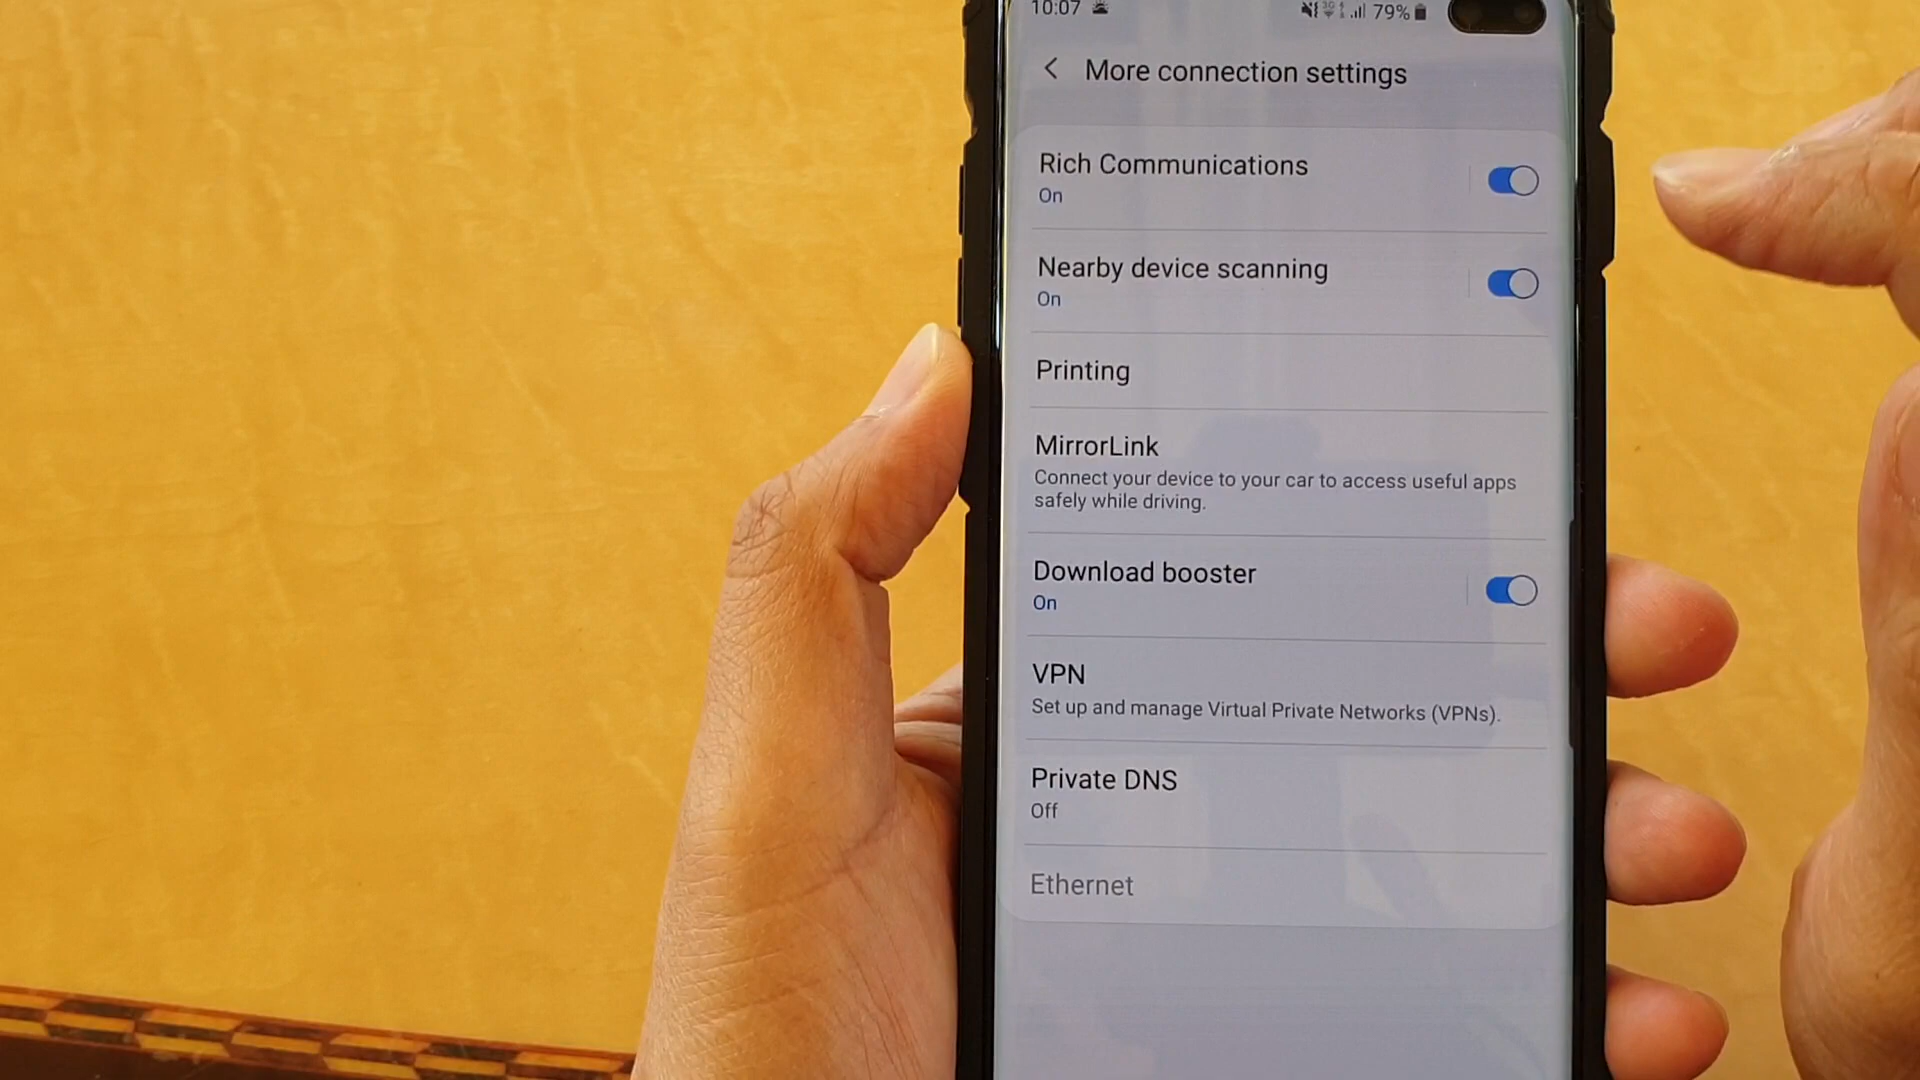 10:07 79%
More connection settings
Rich Communications
On
Nearby device scanning
On
Printing
MirrorLink
Connect your device to your car to access useful apps
safely while driving.
Download booster
On
VPN
Set up and manage Virtual Private Networks (VPNs).
Private DNS
Off
Ethernet